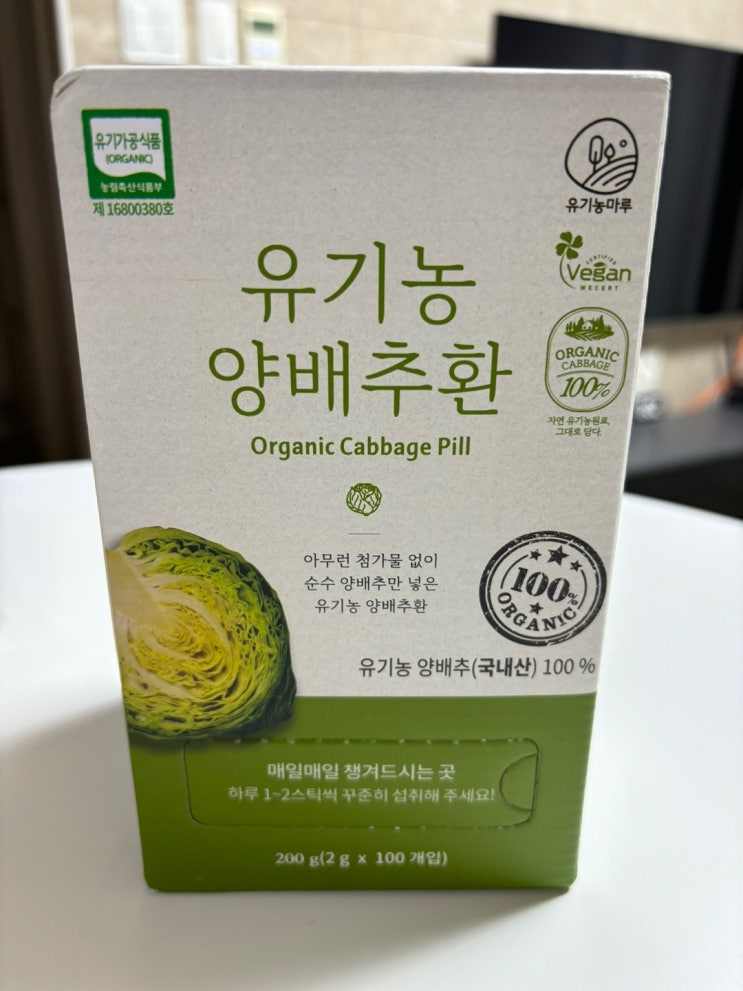 유기가공식품
(ORGANIC)
농림축산식품부
제 16800380호
유기농마루
CERTIFIED
Vegan
WECERT
ORGANIC
CABBAGE
100%
자연 유기농원료,
그대로 담다.
유기농
양배추환
Organic Cabbage Pill
아무런 첨가물 없이
순수 양배추만 넣은
유기농 양배추환
100%
ORGANIC
유기농 양배추(국내산) 100 %
매일매일 챙겨드시는 곳
하루 1~2스틱씩 꾸준히 섭취해 주세요!
200 g(2 g x 100 개입)